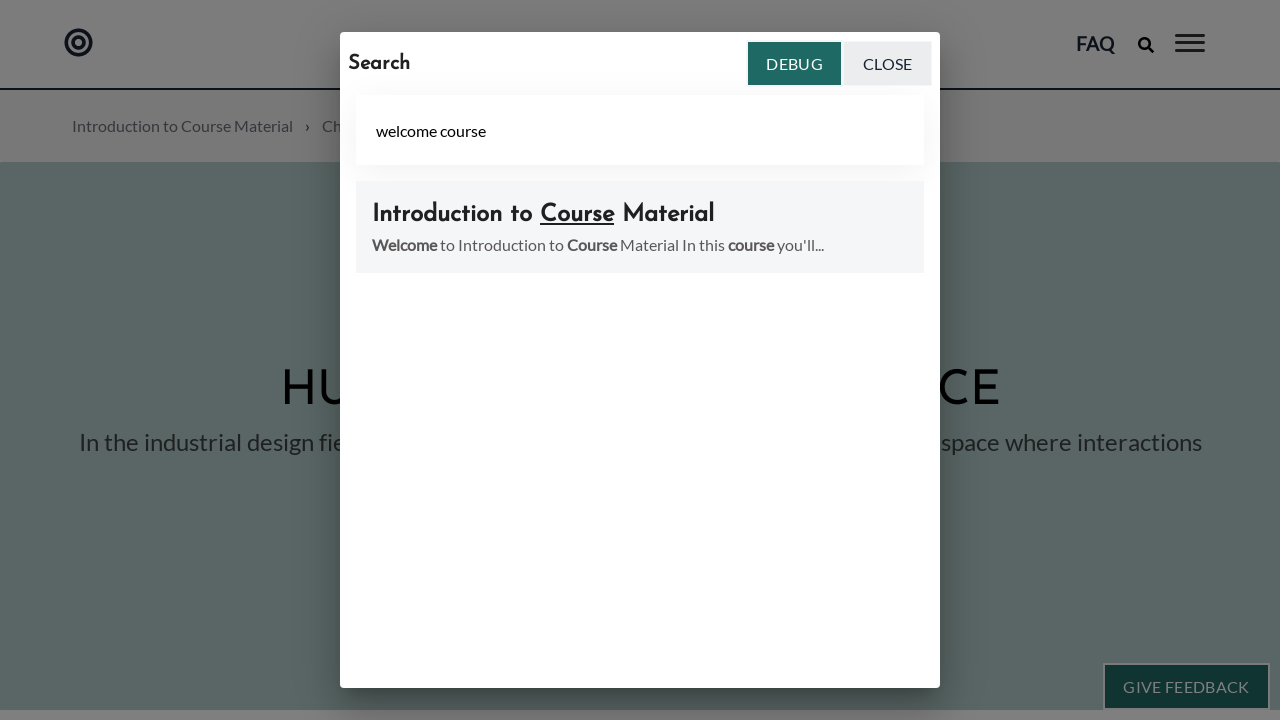 FAQ
Introduction to Course Material › Ch
Search
DEBUG
CLOSE
welcome course
Introduction to Course Material
Welcome to Introduction to Course Material In this course you'll...
HU CE
In the industrial design fie space where interactions
GIVE FEEDBACK